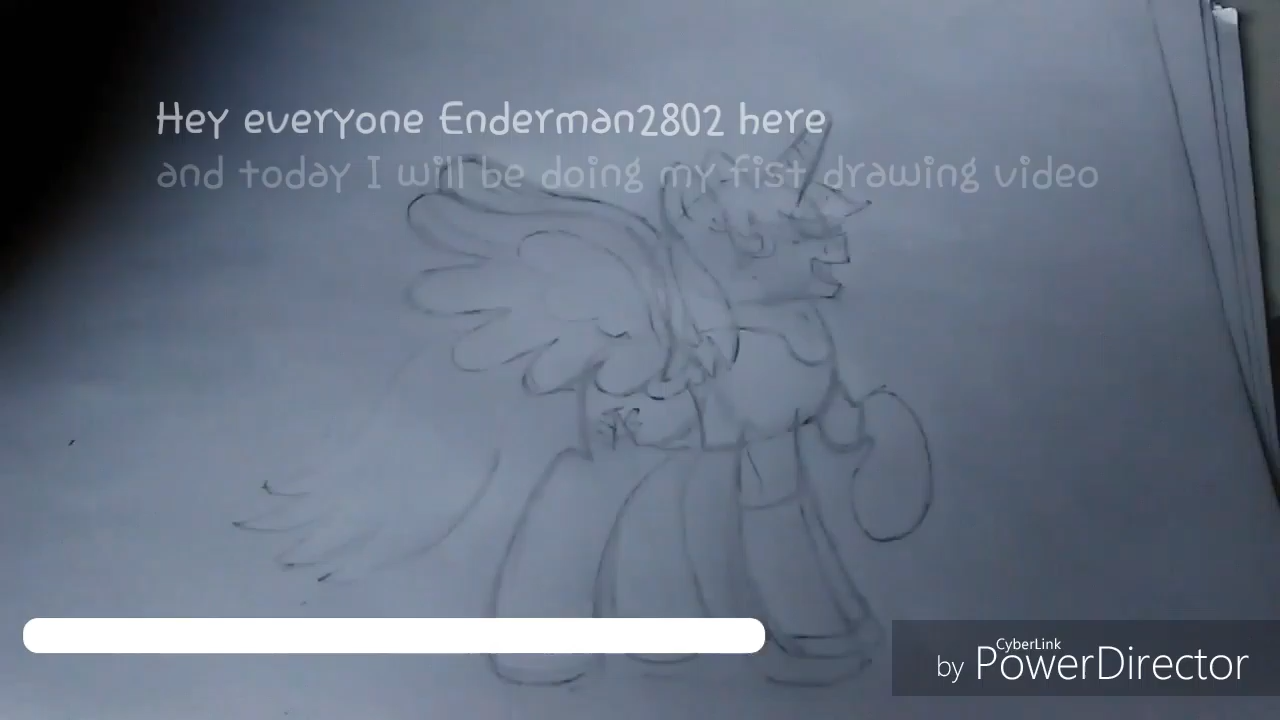 Hey everyone Enderman2802 here
and today I will be doing my fist drawing video
CyberLink
by PowerDirector